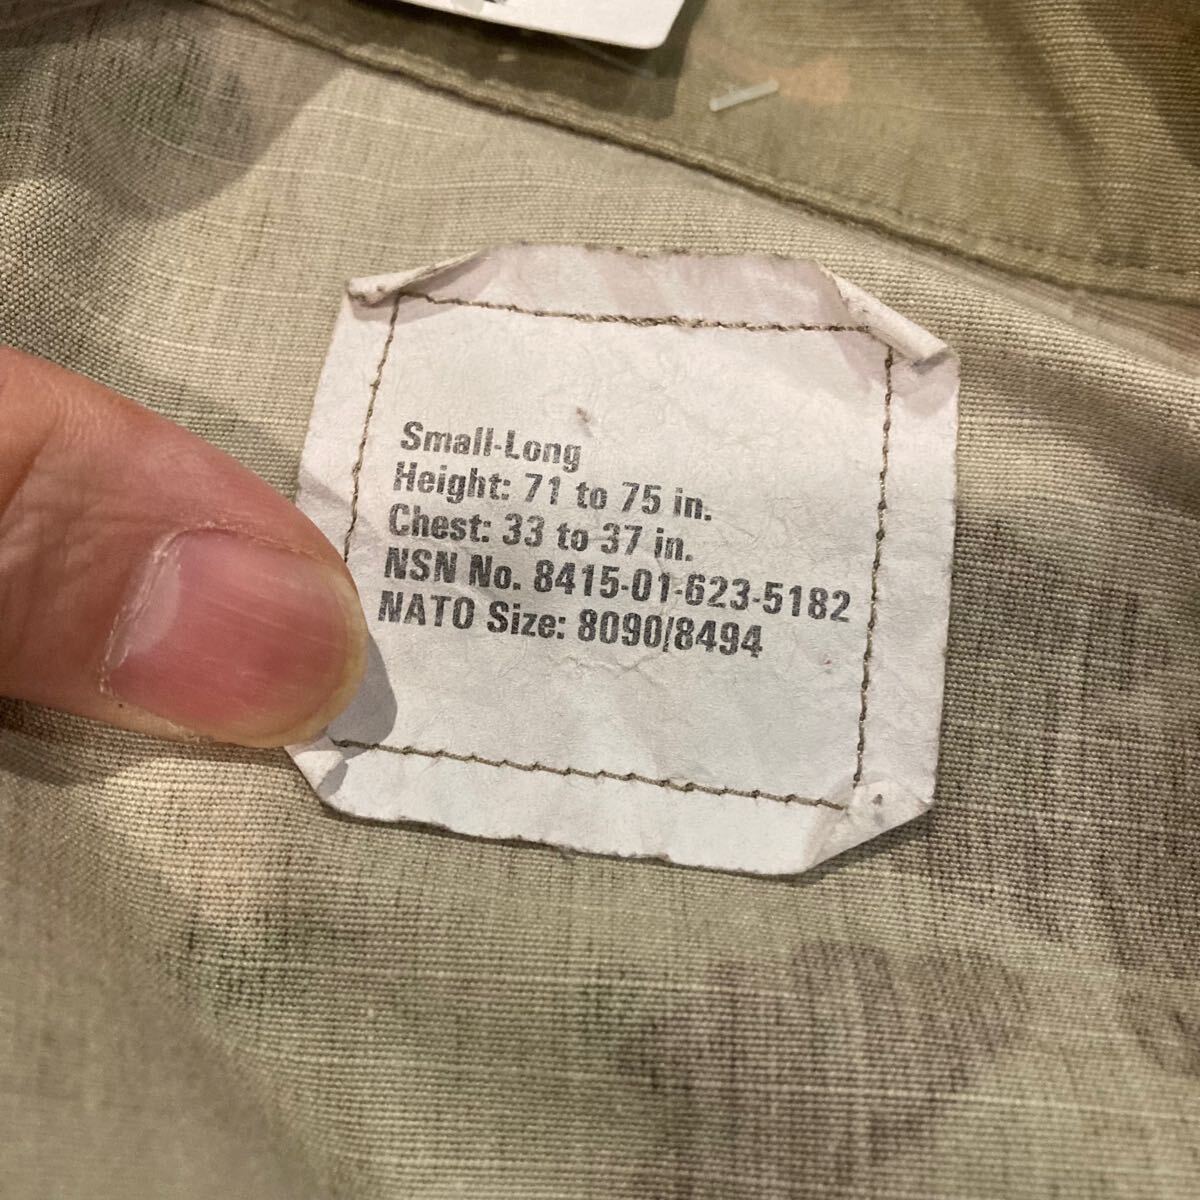 Small-Long
Height: 71 to 75 in.
Chest: 33 to 37 in.
NSN No. 8415-01-623-5182
NATO Size: 8090/8494